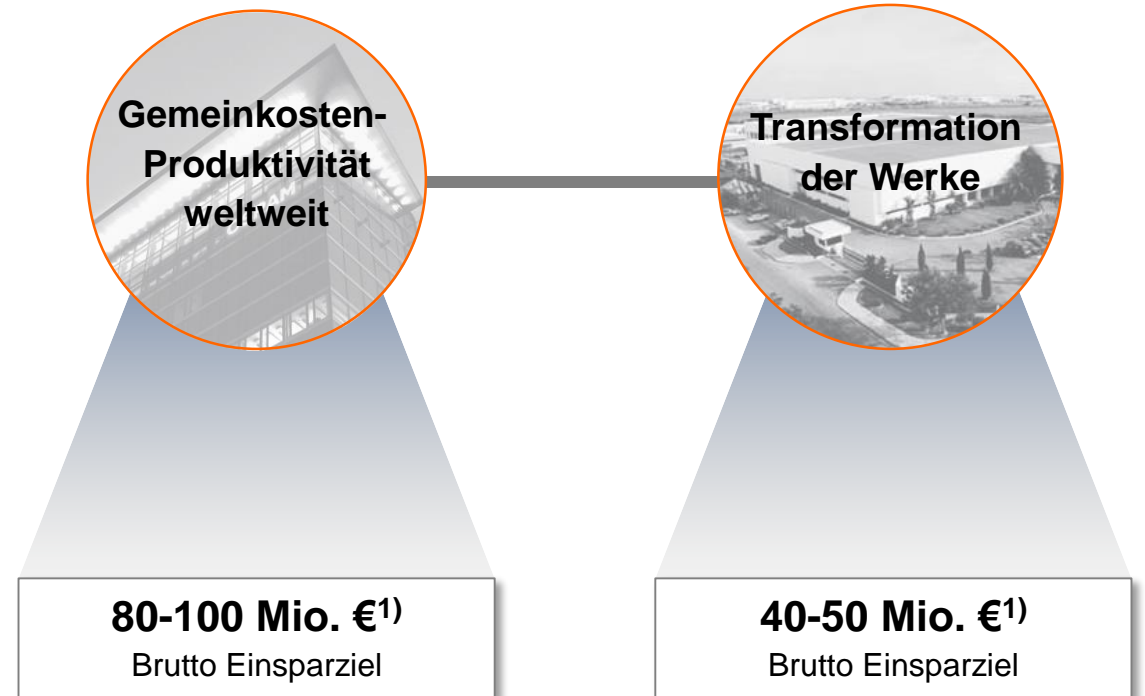 Gemeinkosten-
Produktivität
weltweit
Transformation
der Werke
80-100 Mio. €1)
Brutto Einsparziel
40-50 Mio. €1)
Brutto Einsparziel